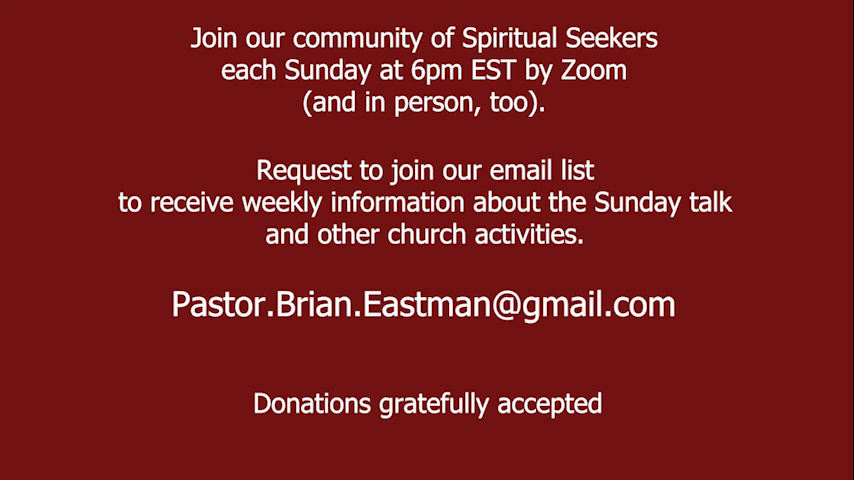 Join our community of Spiritual Seekers
each Sunday at 6pm EST by Zoom
(and in person, too).
Request to join our email list
to receive weekly information about the Sunday talk
and other church activities.
Pastor.Brian.Eastman@gmail.com
Donations gratefully accepted